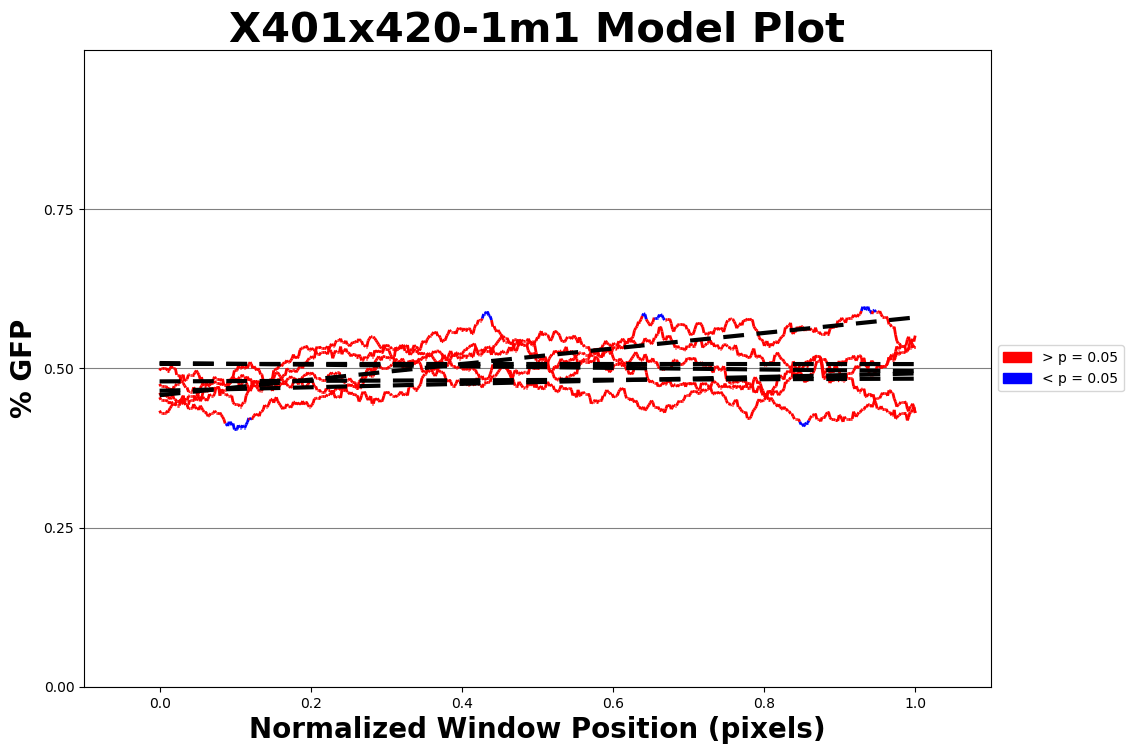 X401x420-1m1 Model Plot
% GFP
0.75
0.50
0.25
0.00
0.0 0.2 0.4 0.6 0.8 1.0
Normalized Window Position (pixels)
> p = 0.05
< p = 0.05